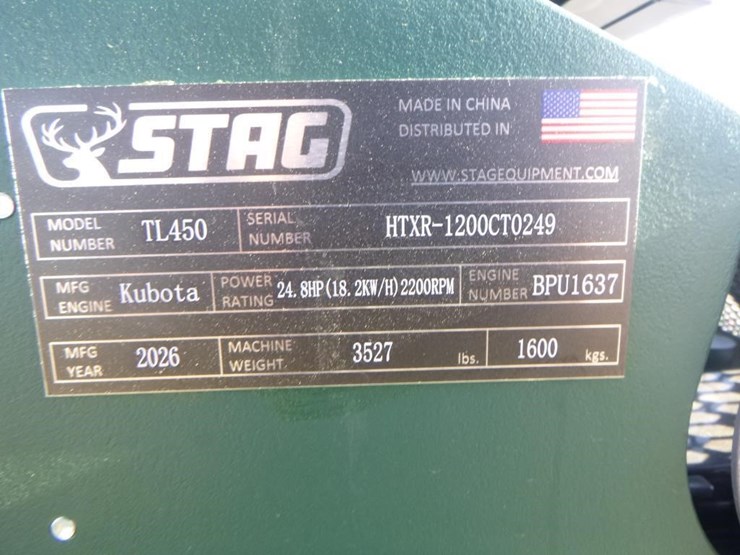 STAG
MADE IN CHINA
DISTRIBUTED IN
WWW.STAGEQUIPMENT.COM
MODEL NUMBER TL450 SERIAL NUMBER HTXR-1200CT0249
MFG ENGINE Kubota POWER RATING 24.8HP(18.2KW/H)2200RPM ENGINE NUMBER BPU1637
MFG YEAR 2026 MACHINE WEIGHT 3527 lbs. 1600 kgs.